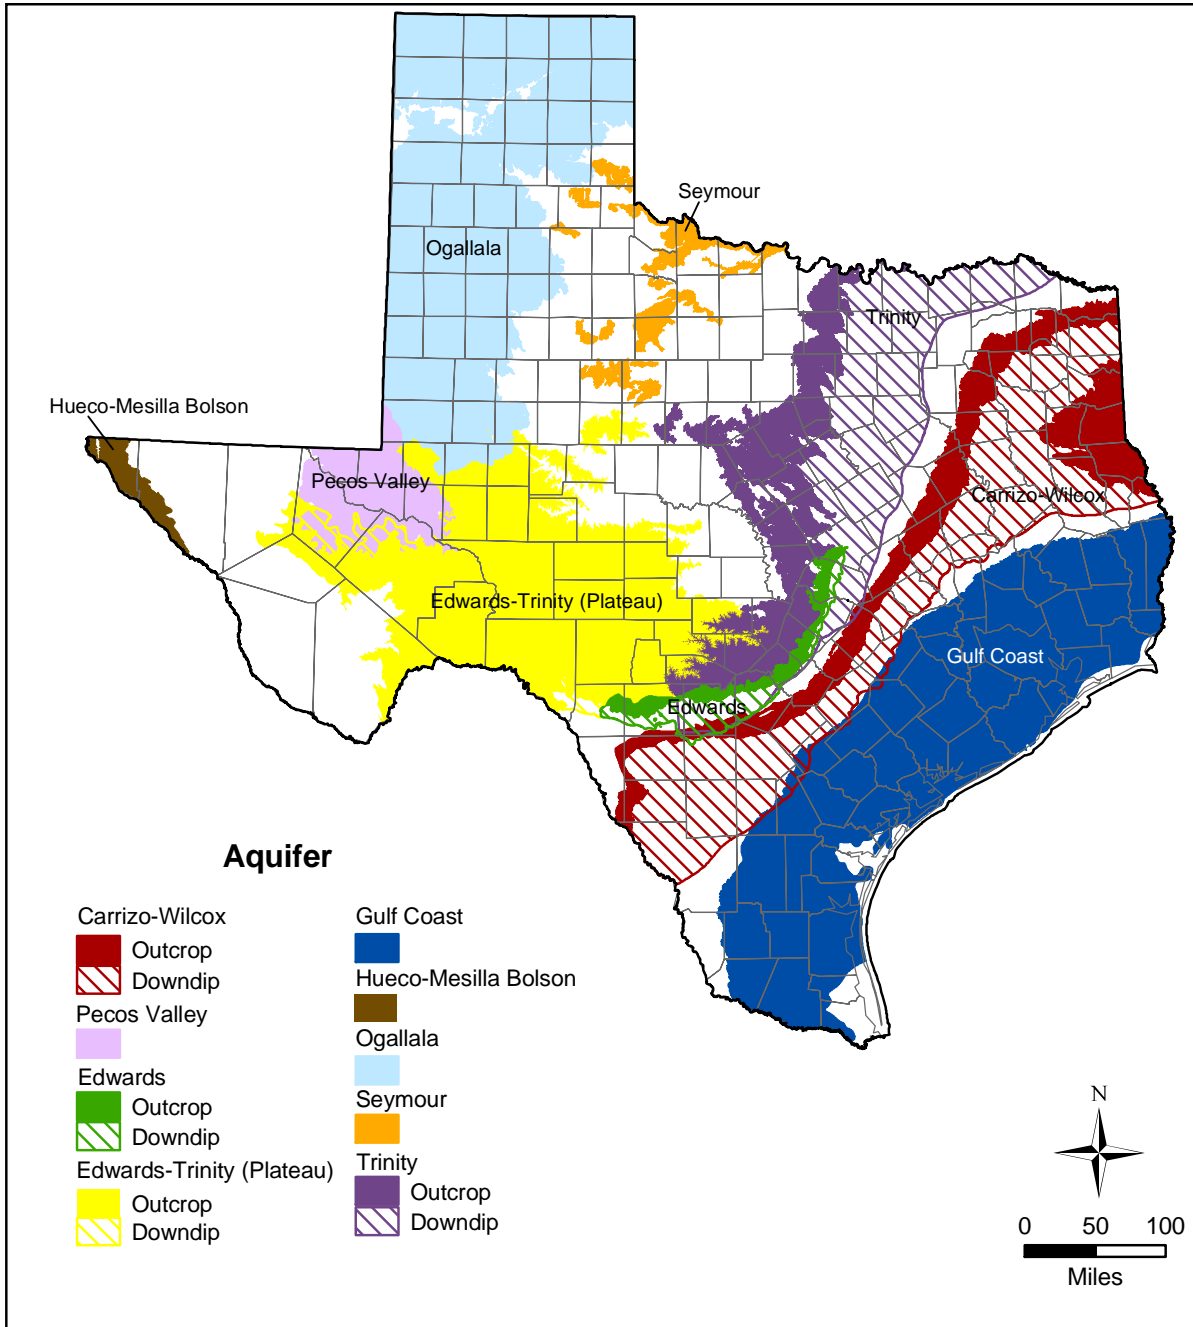 Seymour
Ogallala
Trinity
Hueco-Mesilla Bolson
Pecos Valley
Carrizo-Wilcox
Edwards-Trinity (Plateau)
Gulf Coast
Edwards
Aquifer
Carrizo-Wilcox
Outcrop
Downdip
Pecos Valley
Edwards
Outcrop
Downdip
Edwards-Trinity (Plateau)
Outcrop
Downdip
Gulf Coast
Hueco-Mesilla Bolson
Ogallala
Seymour
Trinity
Outcrop
Downdip
N
0 50 100
Miles